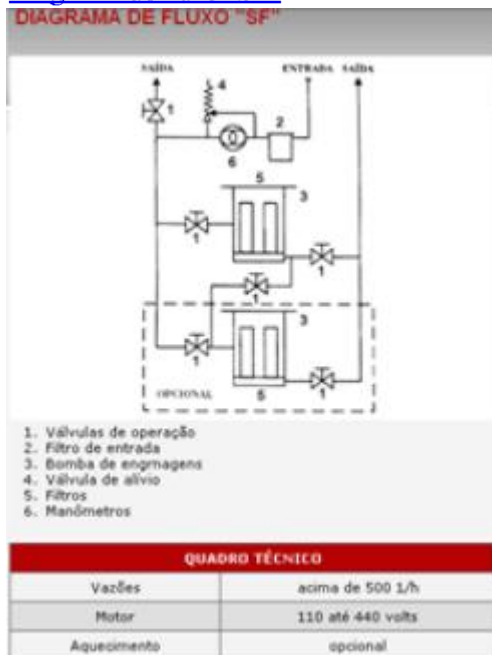 DIAGRAMA DE FLUXO "SF"
SAÍDA
ENTRADA SAÍDA
4
1
2
6
5
3
1
1
1
3
1
1
OPCIONAL
5
1. Válvulas de operação
2. Filtro de entrada
3. Bomba de engrnagens
4. Válvula de alívio
5. Filtros
6. Manômetros
QUADRO TÉCNICO
Vazões acima de 500 1/h
Motor 110 até 440 volts
Aquecimento opcional